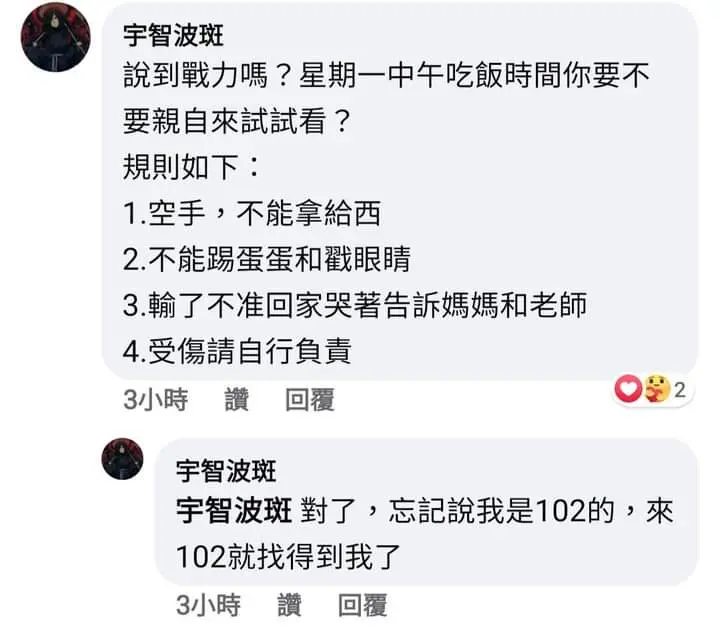 宇智波斑
說到戰力嗎？星期一中午吃飯時間你要不
要親自來試試看？
規則如下：
1.空手，不能拿給西
2.不能踢蛋蛋和戳眼睛
3.輸了不准回家哭著告訴媽媽和老師
4.受傷請自行負責
3小時 讚 回覆 2
宇智波斑
宇智波斑 對了，忘記說我是102的，來
102就找得到我了
3小時 讚 回覆